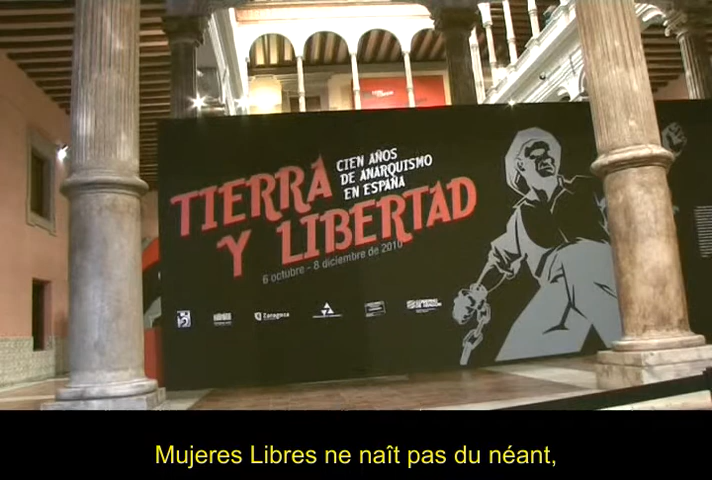 TIERRA
Y LIBERTAD
CIEN AÑOS
DE ANARQUISMO
EN ESPAÑA
6 octubre - 8 diciembre de 2010
Zaragoza
Mujeres Libres ne naît pas du néant,